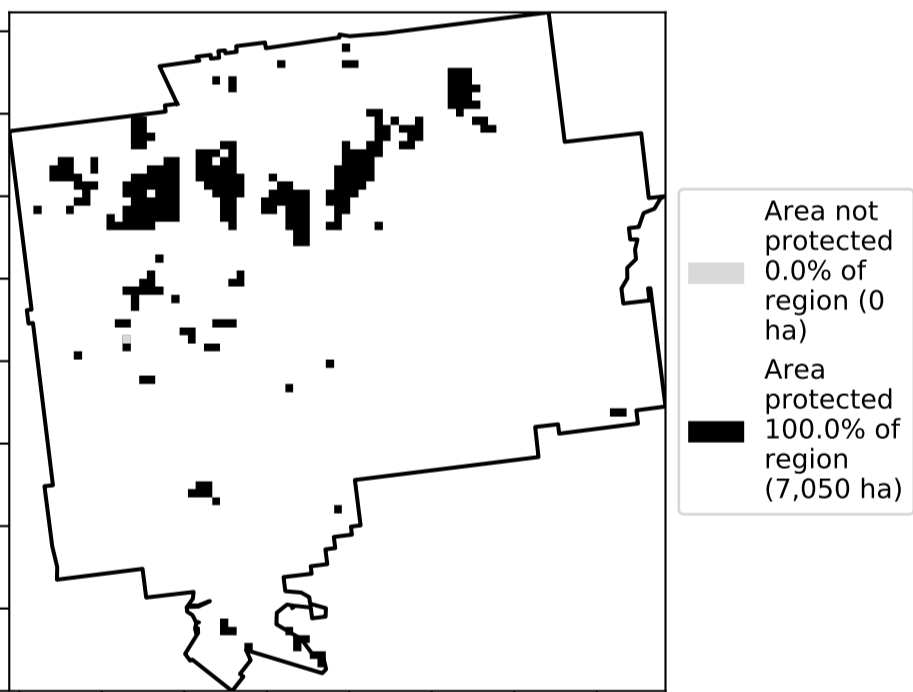 Area not
protected
0.0% of
region (0
ha)
Area
protected
100.0% of
region
(7,050 ha)